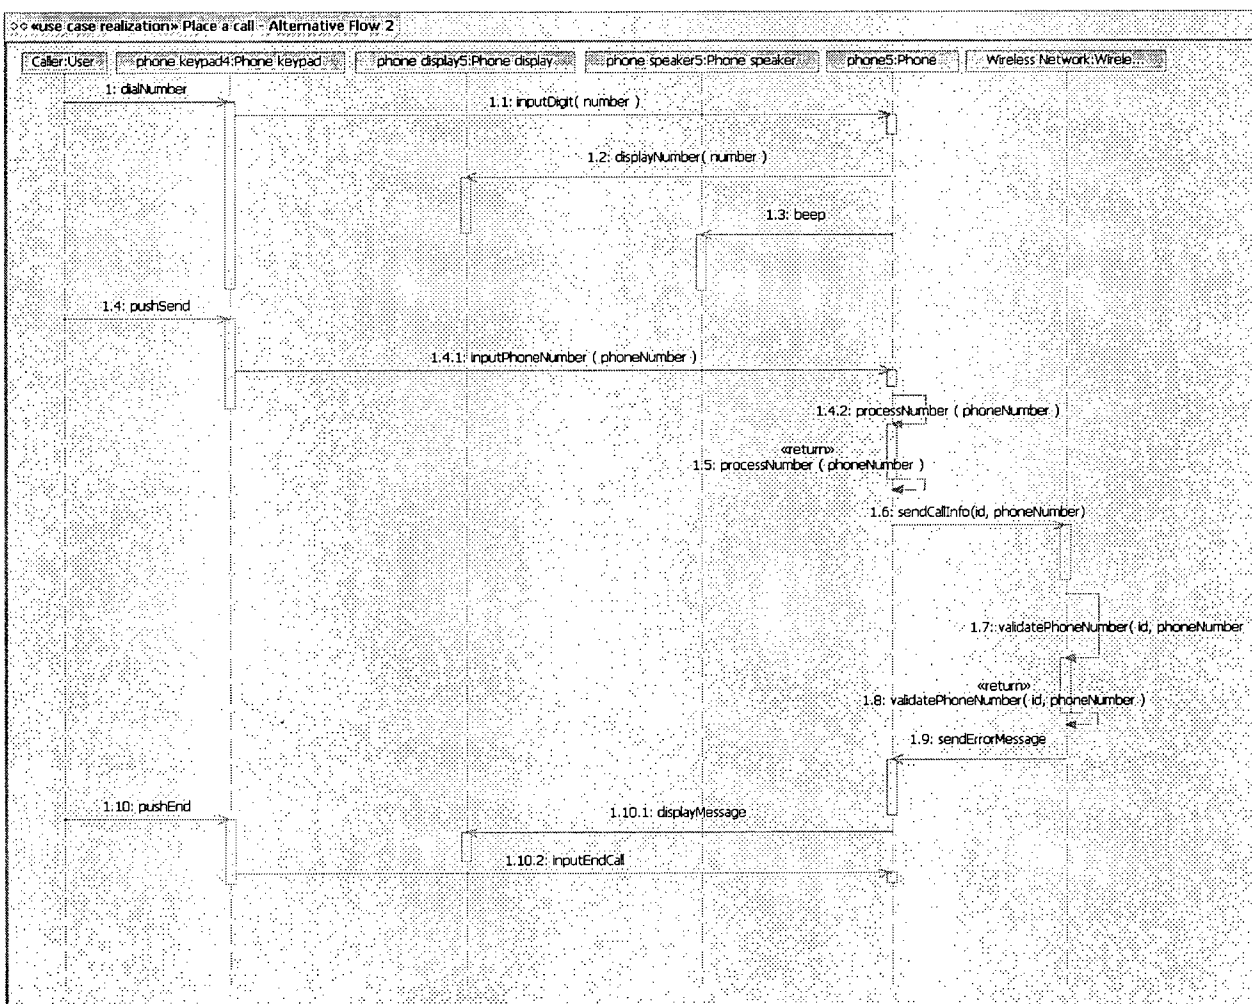 «use case realization» Place a call - Alternative Flow 2
Caller:User
phone keypad4:Phone keypad
phone display5:Phone display
phone speaker5:Phone speaker
phone5:Phone
Wireless Network:Wirele...
1: dialNumber
1.1: inputDigit( number )
1.2: displayNumber( number )
1.3: beep
1.4: pushSend
1.4.1: inputPhoneNumber ( phoneNumber )
1.4.2: processNumber ( phoneNumber )
«return»
1.5: processNumber ( phoneNumber )
1.6: sendCallInfo(id, phoneNumber)
1.7: validatePhoneNumber( id, phoneNumber
«return»
1.8: validatePhoneNumber( id, phoneNumber )
1.9: sendErrorMessage
1.10: pushEnd
1.10.1: displayMessage
1.10.2: inputEndCall